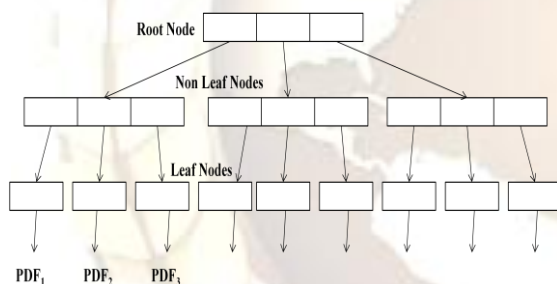 Root Node
Non Leaf Nodes
Leaf Nodes
PDF₁ PDF₂ PDF₃